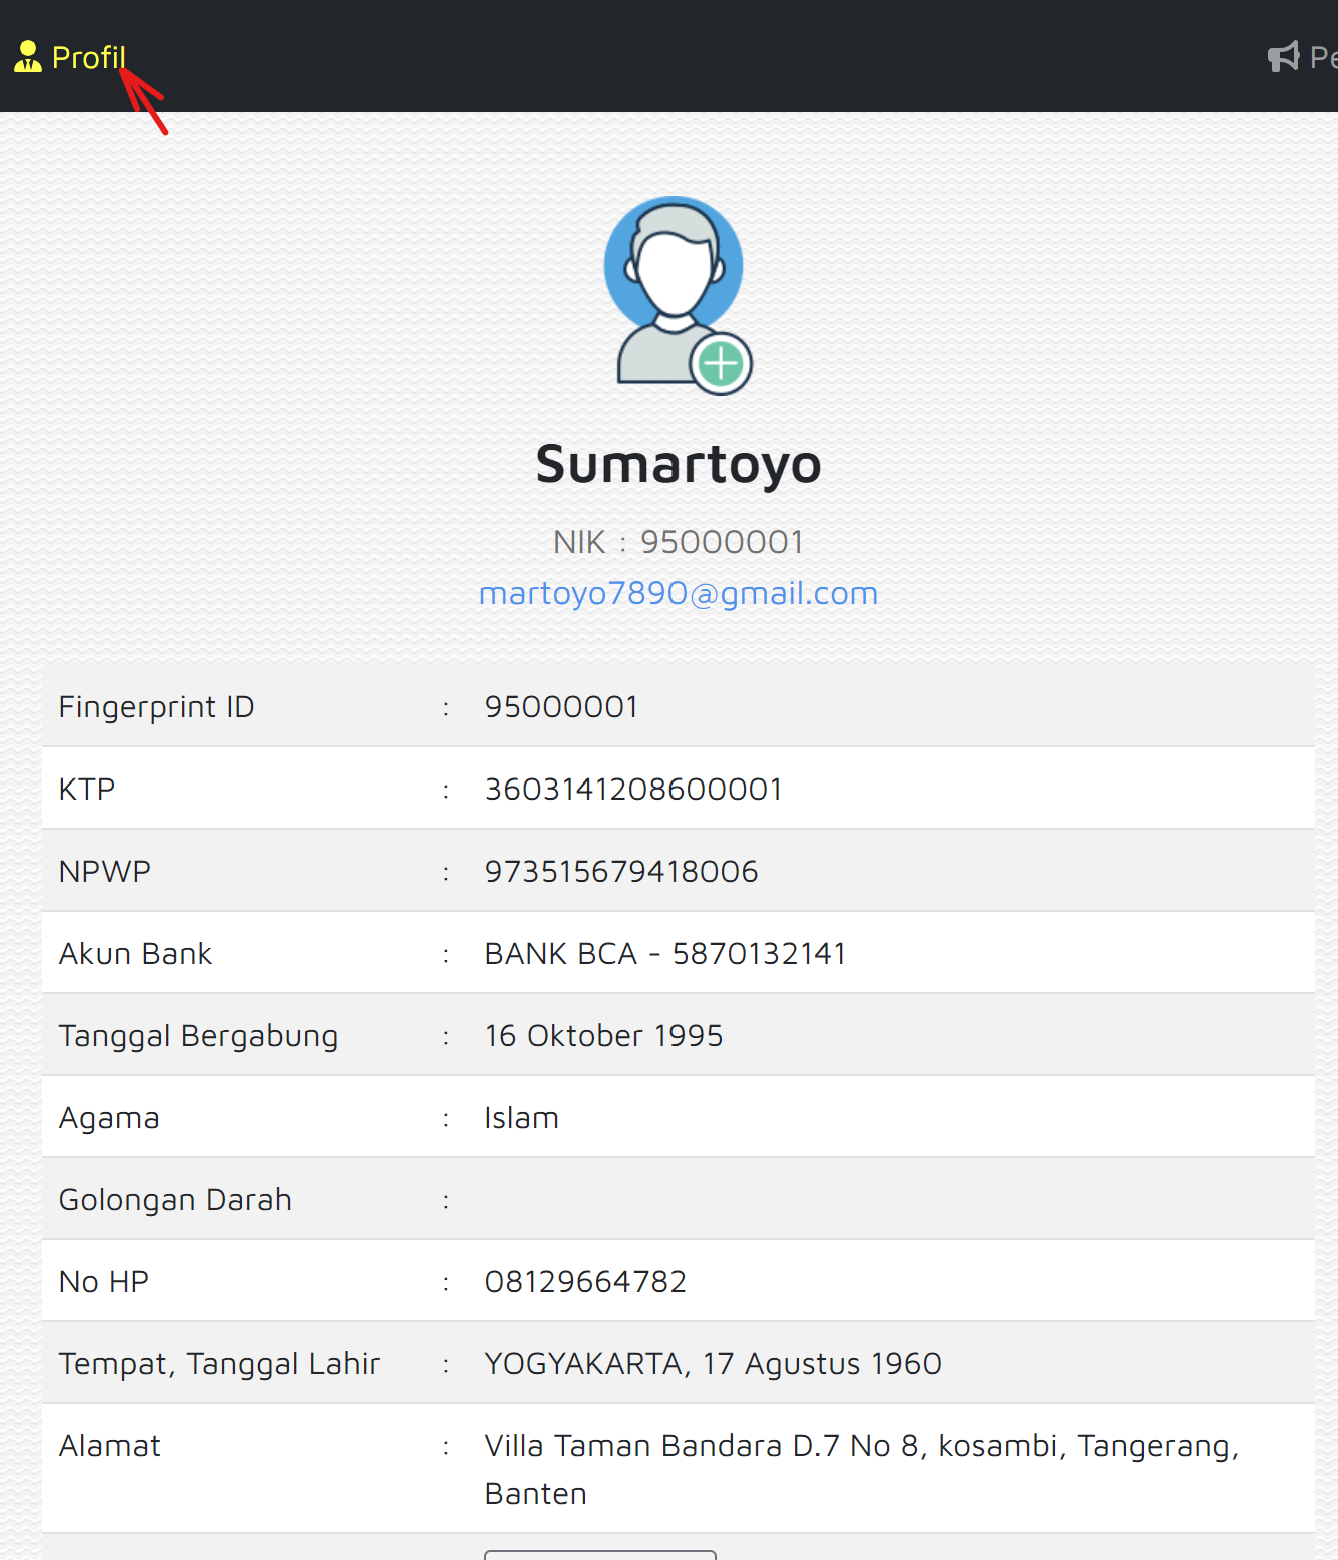 Profil
Sumartoyo
NIK : 95000001
martoyo7890@gmail.com
Fingerprint ID : 95000001
KTP : 3603141208600001
NPWP : 973515679418006
Akun Bank : BANK BCA - 5870132141
Tanggal Bergabung : 16 Oktober 1995
Agama : Islam
Golongan Darah :
No HP : 08129664782
Tempat, Tanggal Lahir : YOGYAKARTA, 17 Agustus 1960
Alamat : Villa Taman Bandara D.7 No 8, kosambi, Tangerang,
Banten